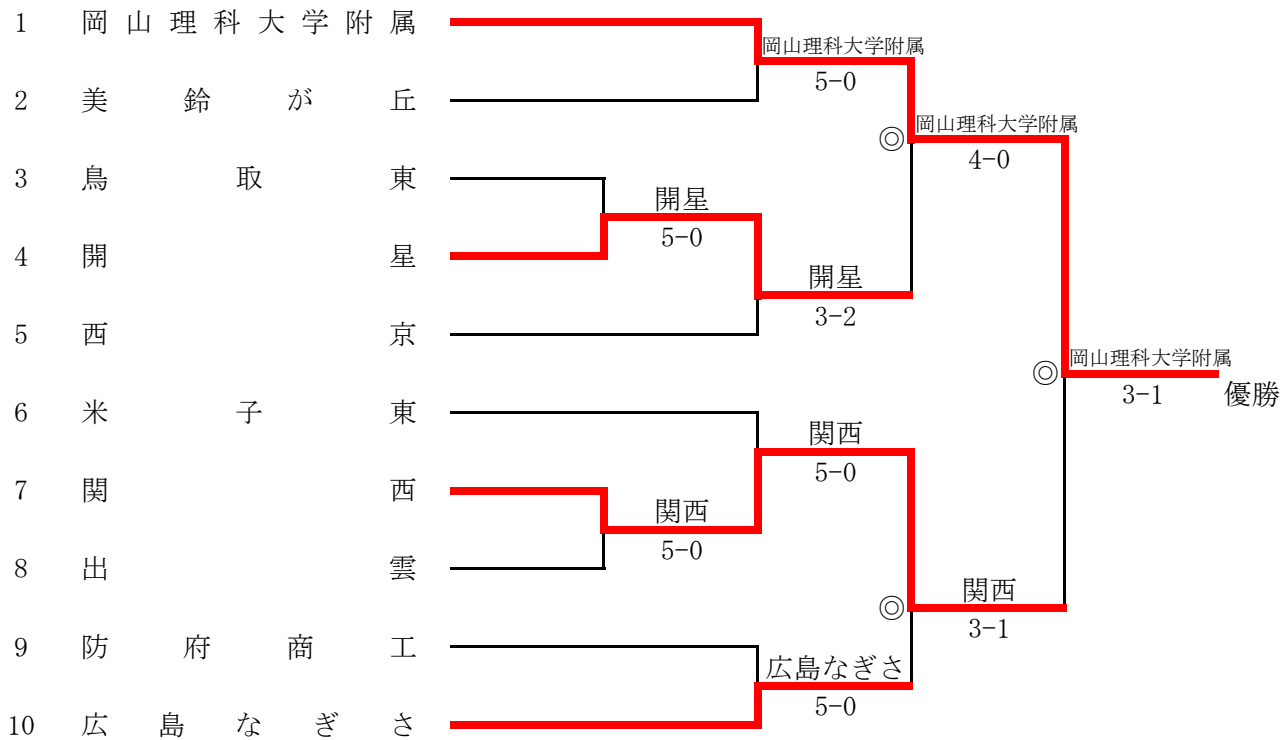 1 岡山理科大学附属
岡山理科大学附属
5-0
2 美鈴が丘
岡山理科大学附属
◎
4-0
3 鳥取東
開星
5-0
4 開星
開星
3-2
5 西京
岡山理科大学附属
◎
3-1 優勝
6 米子東
関西
5-0
7 関西
関西
5-0
8 出雲
関西
◎
3-1
9 防府商工
広島なぎさ
5-0
10 広島なぎさ